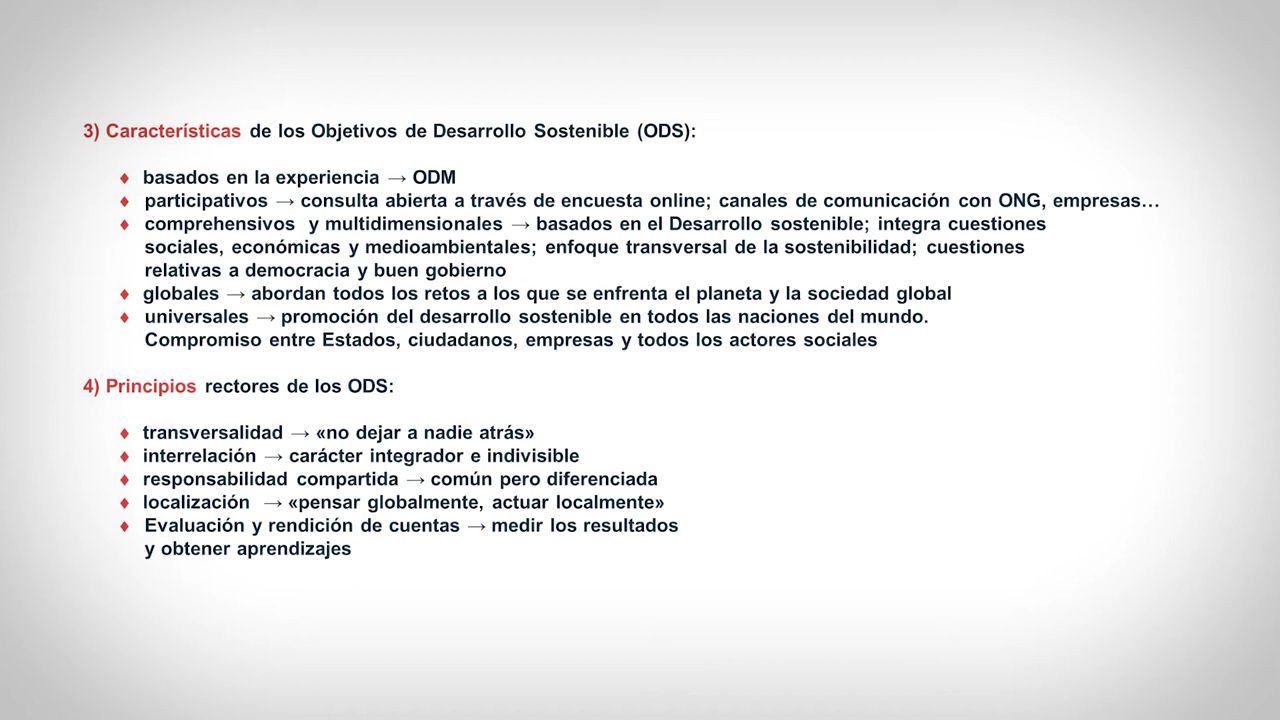 3) Características de los Objetivos de Desarrollo Sostenible (ODS):
♦ basados en la experiencia → ODM
♦ participativos → consulta abierta a través de encuesta online; canales de comunicación con ONG, empresas…
♦ comprehensivos y multidimensionales → basados en el Desarrollo sostenible; integra cuestiones
sociales, económicas y medioambientales; enfoque transversal de la sostenibilidad; cuestiones
relativas a democracia y buen gobierno
♦ globales → abordan todos los retos a los que se enfrenta el planeta y la sociedad global
♦ universales → promoción del desarrollo sostenible en todos las naciones del mundo.
Compromiso entre Estados, ciudadanos, empresas y todos los actores sociales
4) Principios rectores de los ODS:
♦ transversalidad → «no dejar a nadie atrás»
♦ interrelación → carácter integrador e indivisible
♦ responsabilidad compartida → común pero diferenciada
♦ localización → «pensar globalmente, actuar localmente»
♦ Evaluación y rendición de cuentas → medir los resultados
y obtener aprendizajes